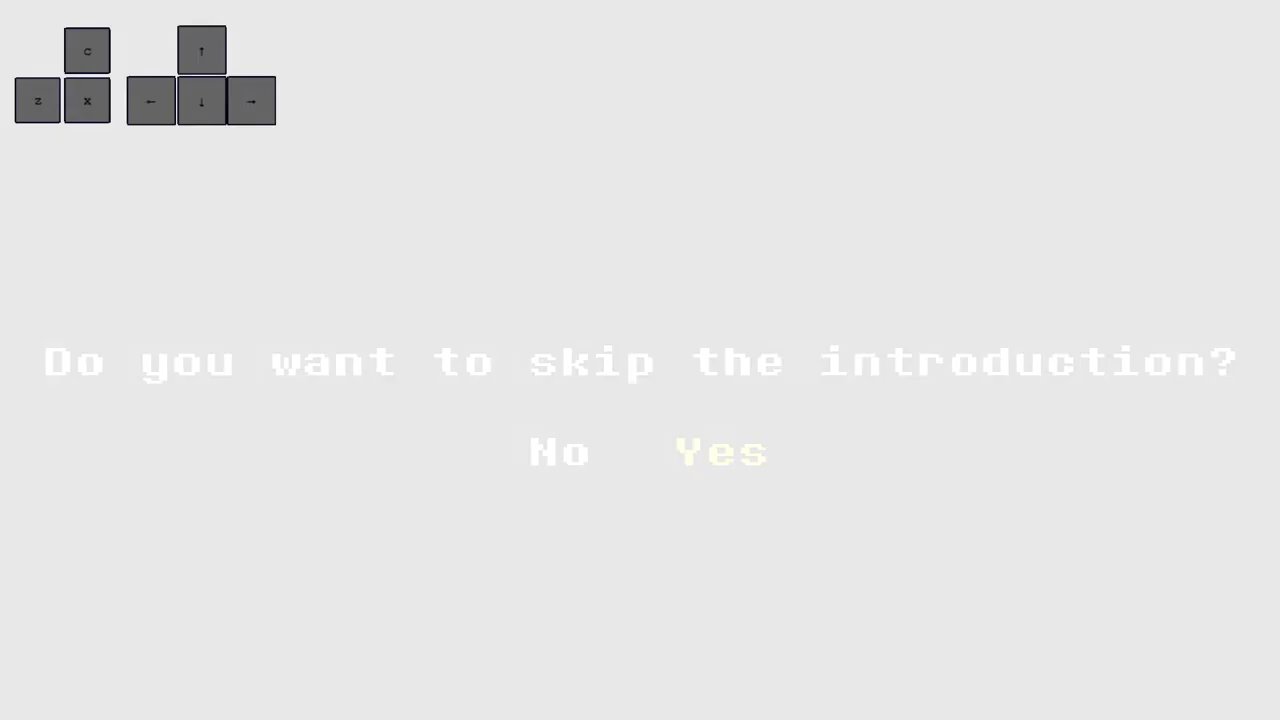 C ↑
Z X ← ↓ →
Do you want to skip the introduction?
No Yes